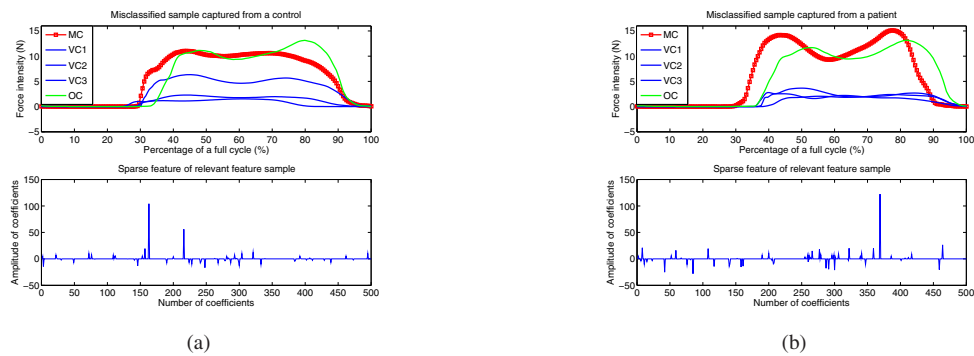 Misclassified sample captured from a control
Force intensity (N)
15
10
5
0
−5
MC
VC1
VC2
VC3
OC
0 10 20 30 40 50 60 70 80 90 100
Percentage of a full cycle (%)
Sparse feature of relevant feature sample
Amplitude of coefficients
150
100
50
0
−50
0 50 100 150 200 250 300 350 400 450 500
Number of coefficients
(a)
Misclassified sample captured from a patient
Force intensity (N)
15
10
5
0
−5
MC
VC1
VC2
VC3
OC
0 10 20 30 40 50 60 70 80 90 100
Percentage of a full cycle (%)
Sparse feature of relevant feature sample
Amplitude of coefficients
150
100
50
0
−50
0 50 100 150 200 250 300 350 400 450 500
Number of coefficients
(b)